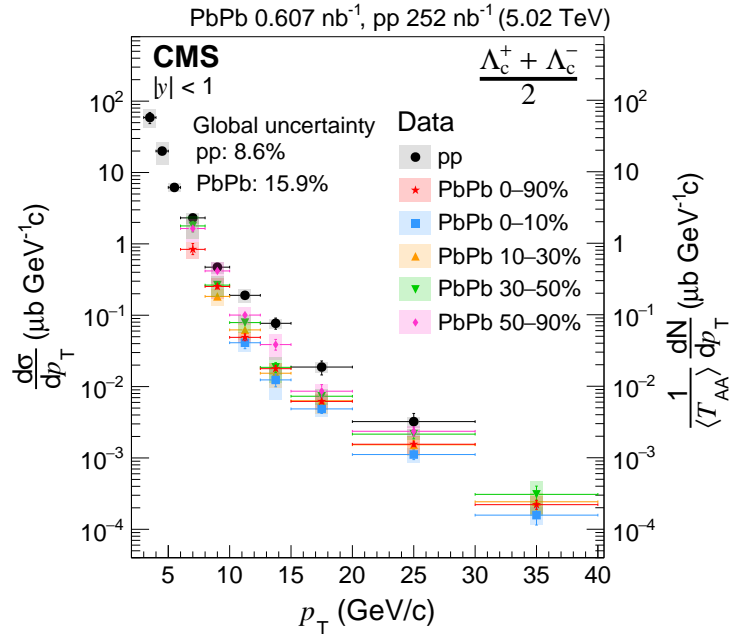 PbPb 0.607 nb⁻¹, pp 252 nb⁻¹ (5.02 TeV)
CMS
|y| < 1
Λc⁺ + Λc⁻
2
Global uncertainty
pp: 8.6%
PbPb: 15.9%
Data
pp
PbPb 0–90%
PbPb 0–10%
PbPb 10–30%
PbPb 30–50%
PbPb 50–90%
dσ/dp_T (μb GeV⁻¹c)
10²
10
1
10⁻¹
10⁻²
10⁻³
10⁻⁴
1/⟨T_AA⟩ dN/dp_T (μb GeV⁻¹c)
10²
10
1
10⁻¹
10⁻²
10⁻³
10⁻⁴
5 10 15 20 25 30 35 40
p_T (GeV/c)